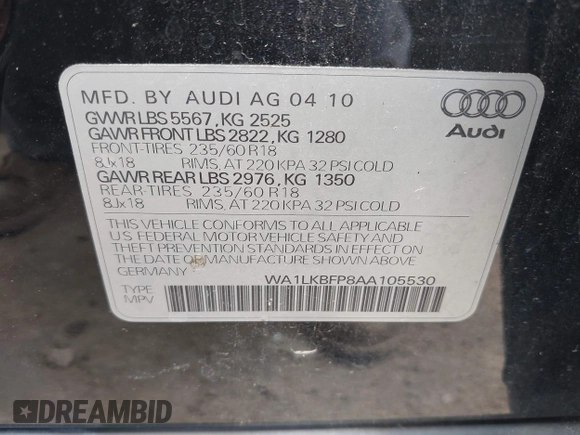 MFD. BY AUDI AG 04 10
GVWR LBS 5567, KG 2525
GAWR FRONT LBS 2822, KG 1280
FRONT-TIRES 235/60 R18
8Jx18 RIMS, AT 220 KPA 32 PSI COLD
GAWR REAR LBS 2976, KG 1350
REAR-TIRES 235/60 R18
8Jx18 RIMS, AT 220 KPA 32 PSI COLD
THIS VEHICLE CONFORMS TO ALL APPLICABLE
U.S. FEDERAL MOTOR VEHICLE SAFETY AND
THEFT PREVENTION STANDARDS IN EFFECT ON
THE DATE OF MANUFACTURE SHOWN ABOVE.
GERMANY
WA1LKBFP8AA105530
TYPE
MPV
Audi
DREAMBID